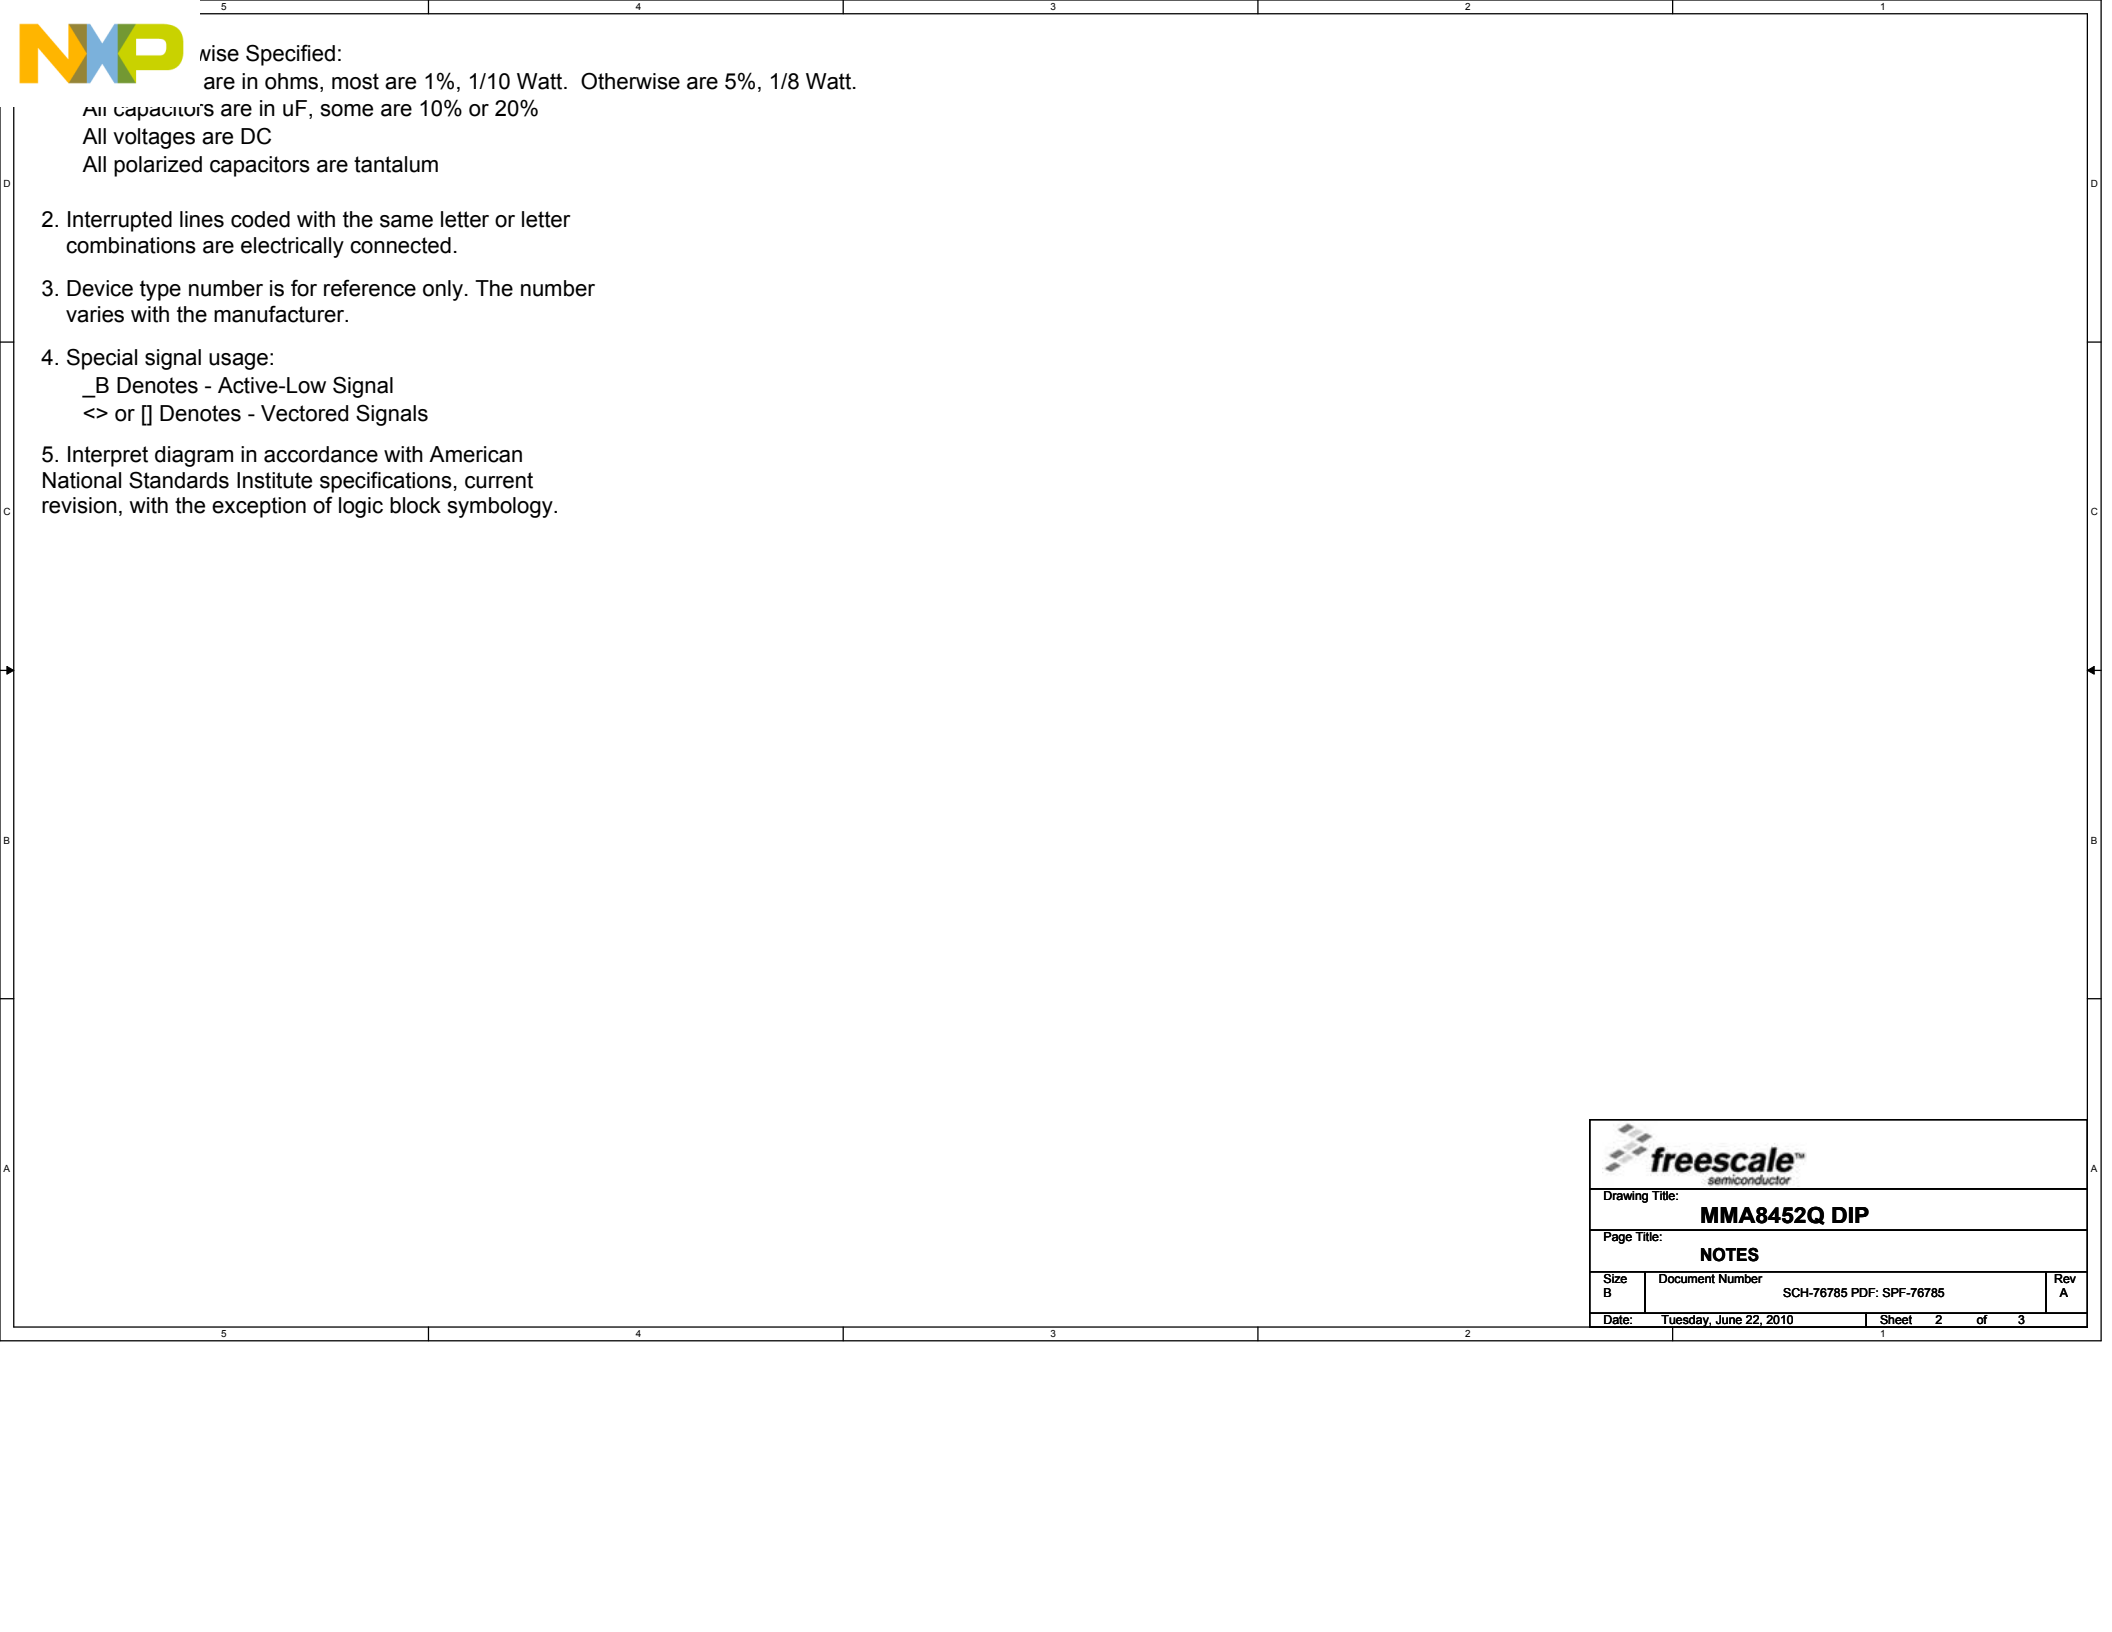 5 4 3 2 1
NXP
wise Specified:
are in ohms, most are 1%, 1/10 Watt.  Otherwise are 5%, 1/8 Watt.
All capacitors are in uF, some are 10% or 20%
All voltages are DC
All polarized capacitors are tantalum
D D
2. Interrupted lines coded with the same letter or letter
combinations are electrically connected.
3. Device type number is for reference only. The number
varies with the manufacturer.
4. Special signal usage:
_B Denotes - Active-Low Signal
<> or [] Denotes - Vectored Signals
5. Interpret diagram in accordance with American
National Standards Institute specifications, current
revision, with the exception of logic block symbology.
C C
B B
A A
freescale™
semiconductor
Drawing Title:
MMA8452Q DIP
Page Title:
NOTES
Size Document Number Rev
B SCH-76785 PDF: SPF-76785 A
Date: Tuesday, June 22, 2010 Sheet 2 of 3
5 4 3 2 1